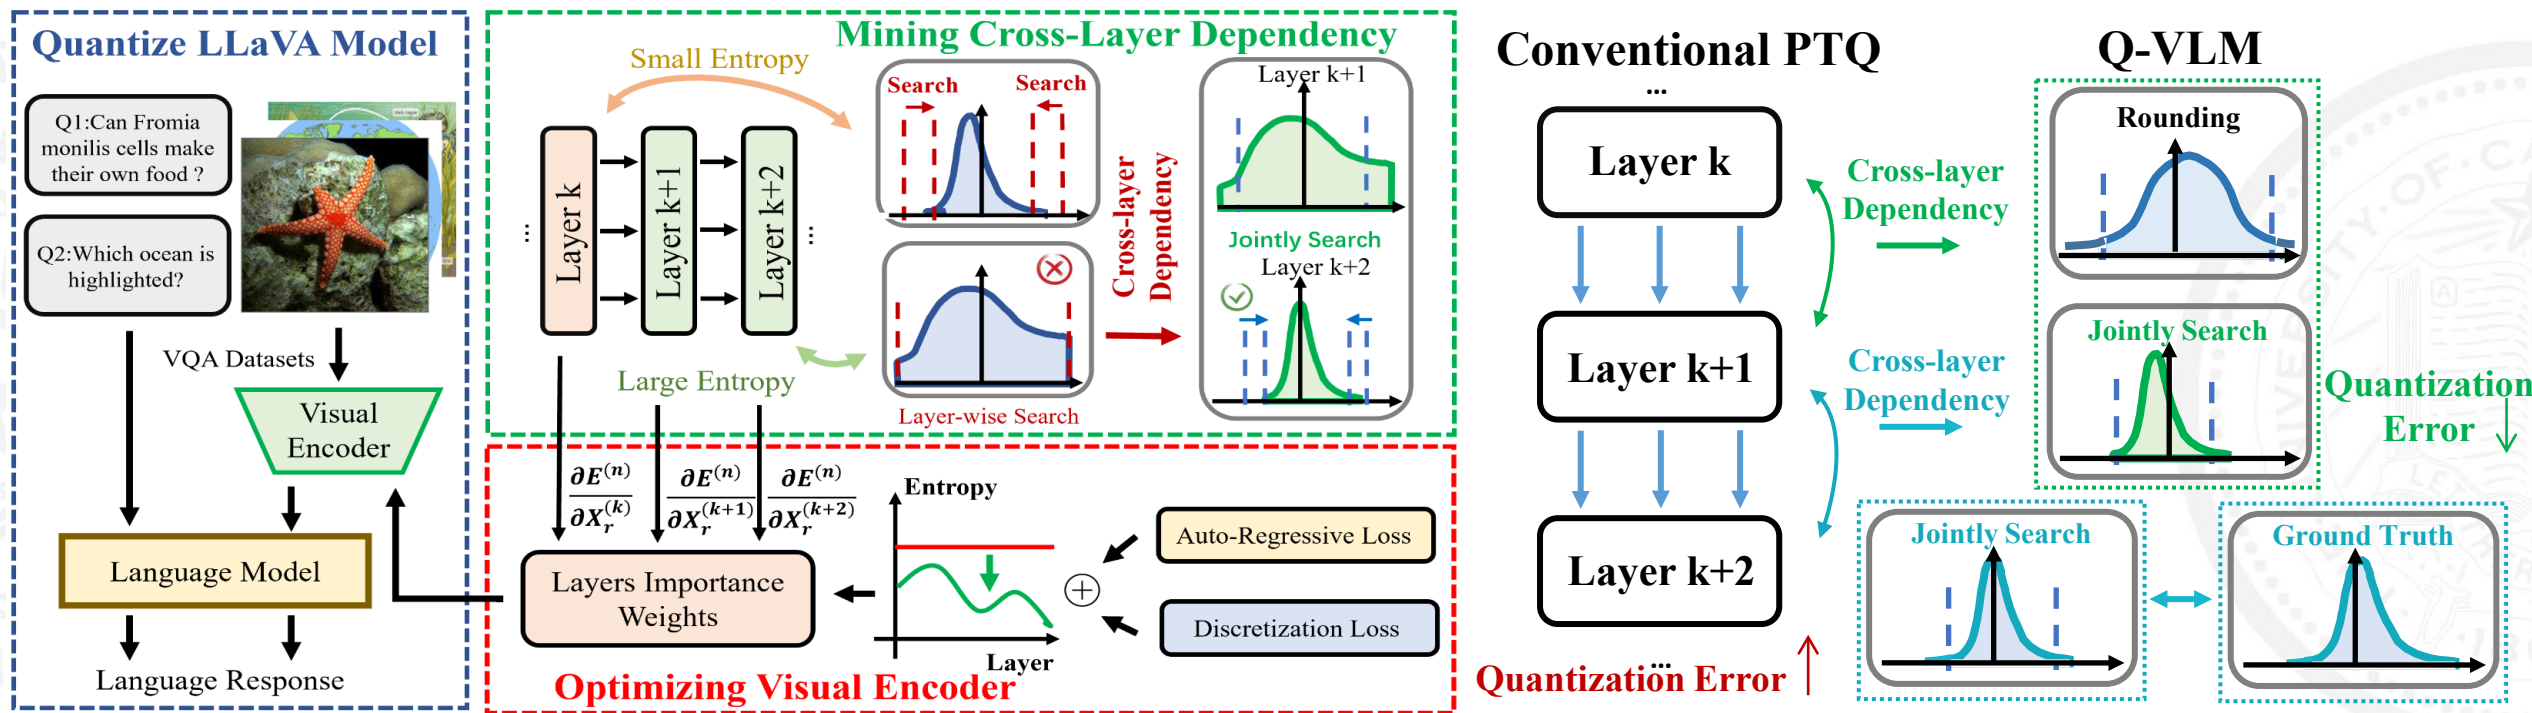 Quantize LLaVA Model
Q1:Can Fromia
monilis cells make
their own food ?
Q2:Which ocean is
highlighted?
VQA Datasets
Visual
Encoder
Language Model
Language Response
Mining Cross-Layer Dependency
Small Entropy
...
Layer k
Layer k+1
Layer k+2
...
Large Entropy
Search
Search
Layer-wise Search
Cross-layer
Dependency
Layer k+1
Jointly Search
Layer k+2
∂E⁽ⁿ⁾/∂Xᵣ⁽ᵏ⁾
∂E⁽ⁿ⁾/∂Xᵣ⁽ᵏ⁺¹⁾
∂E⁽ⁿ⁾/∂Xᵣ⁽ᵏ⁺²⁾
Layers Importance
Weights
Entropy
Layer
Auto-Regressive Loss
Discretization Loss
Optimizing Visual Encoder
Conventional PTQ
...
Layer k
Layer k+1
Layer k+2
...
Quantization Error
Cross-layer
Dependency
Cross-layer
Dependency
Q-VLM
Rounding
Jointly Search
Quantization
Error
Jointly Search
Ground Truth